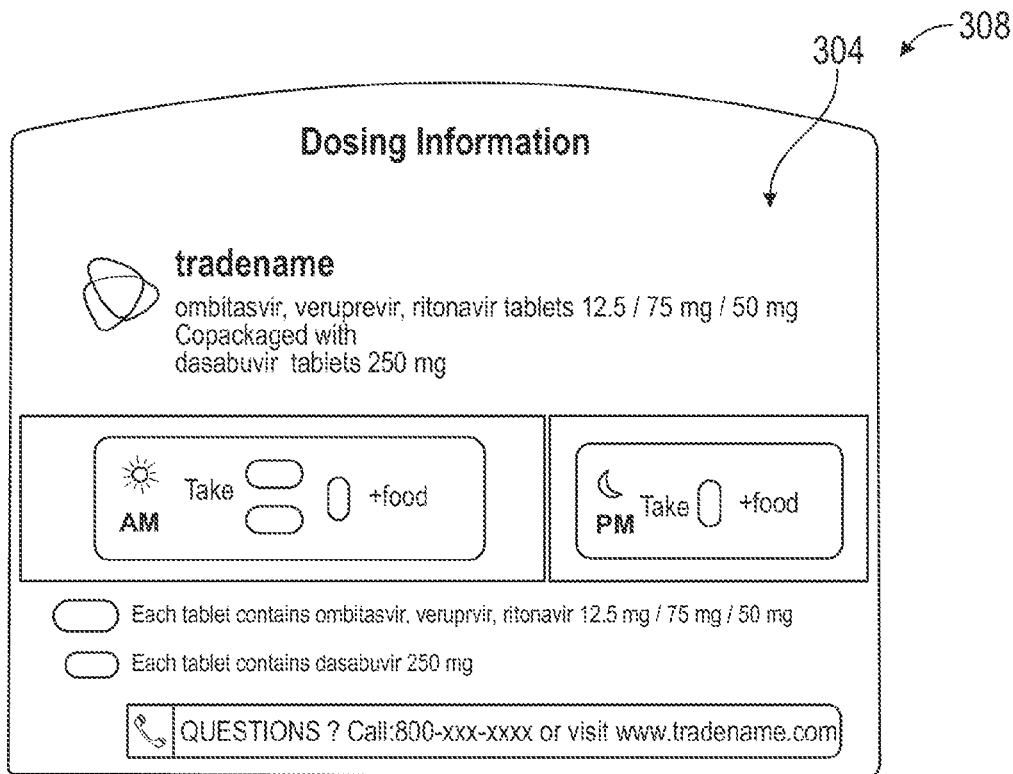 308
304
Dosing Information
tradename
ombitasvir, veruprevir, ritonavir tablets 12.5 / 75 mg / 50 mg
Copackaged with
dasabuvir tablets 250 mg
AM Take +food
PM Take +food
Each tablet contains ombitasvir, veruprvir, ritonavir 12.5 mg / 75 mg / 50 mg
Each tablet contains dasabuvir 250 mg
QUESTIONS ? Call:800-xxx-xxxx or visit www.tradename.com